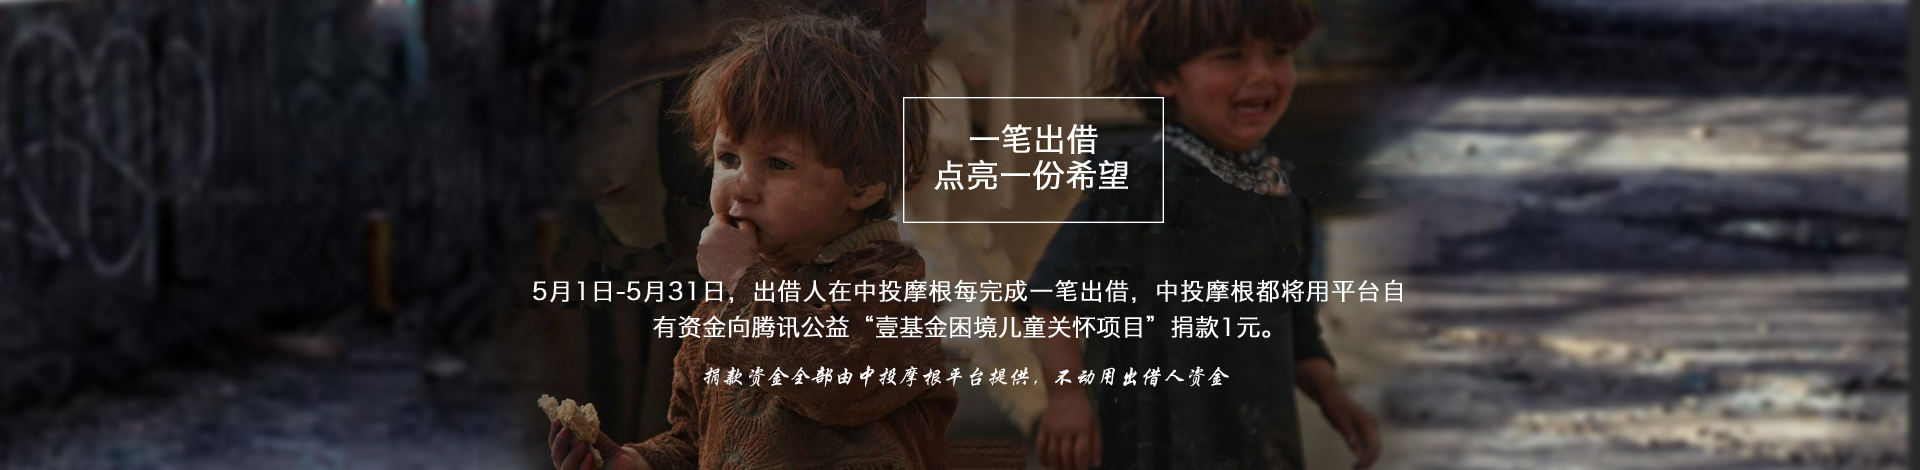 一笔出借
点亮一份希望
5月1日-5月31日，出借人在中投摩根每完成一笔出借，中投摩根都将用平台自
有资金向腾讯公益“壹基金困境儿童关怀项目”捐款1元。
捐款资金全部由中投摩根平台提供，不动用出借人资金